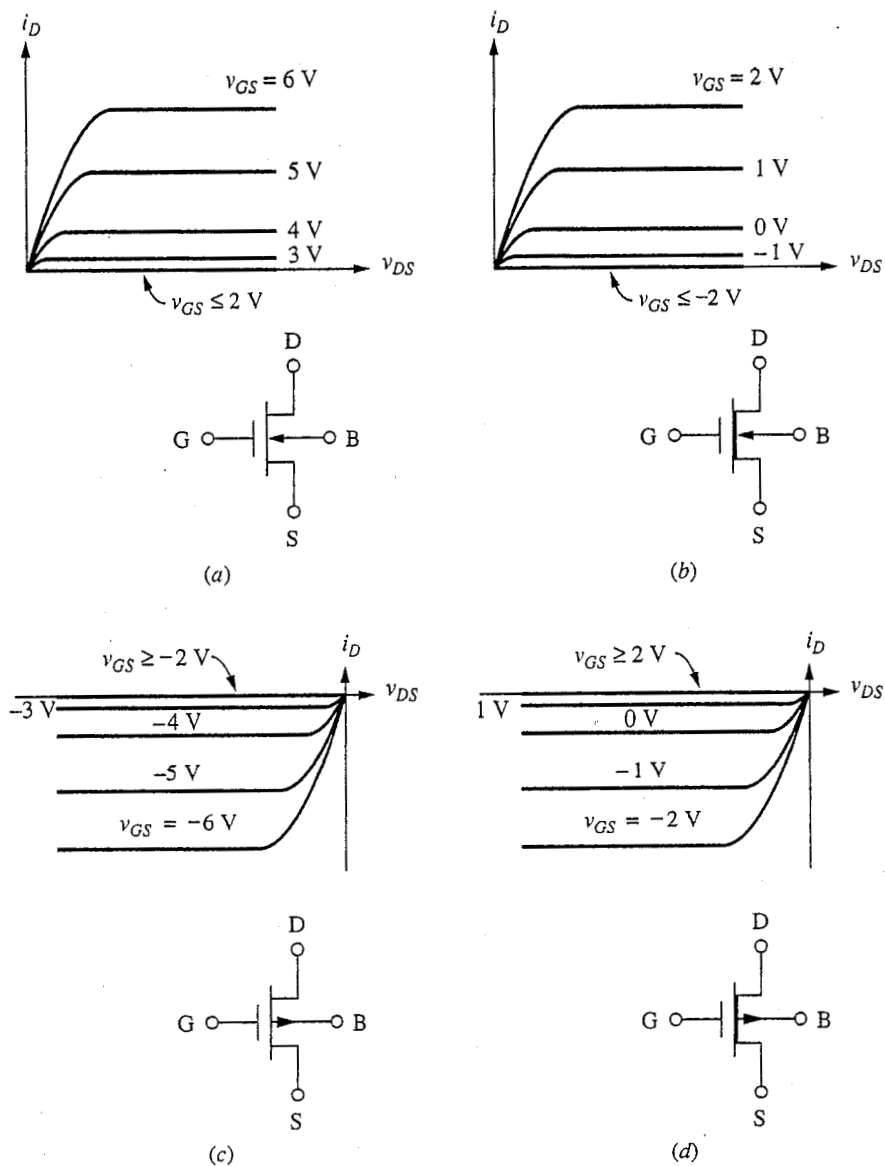 i_D
v_GS = 6 V
5 V
4 V
3 V
v_DS
v_GS ≤ 2 V
D
G
B
S
(a)
i_D
v_GS = 2 V
1 V
0 V
−1 V
v_DS
v_GS ≤ −2 V
D
G
B
S
(b)
i_D
v_GS ≥ −2 V
v_DS
−3 V
−4 V
−5 V
v_GS = −6 V
D
G
B
S
(c)
i_D
v_GS ≥ 2 V
v_DS
1 V
0 V
−1 V
v_GS = −2 V
D
G
B
S
(d)